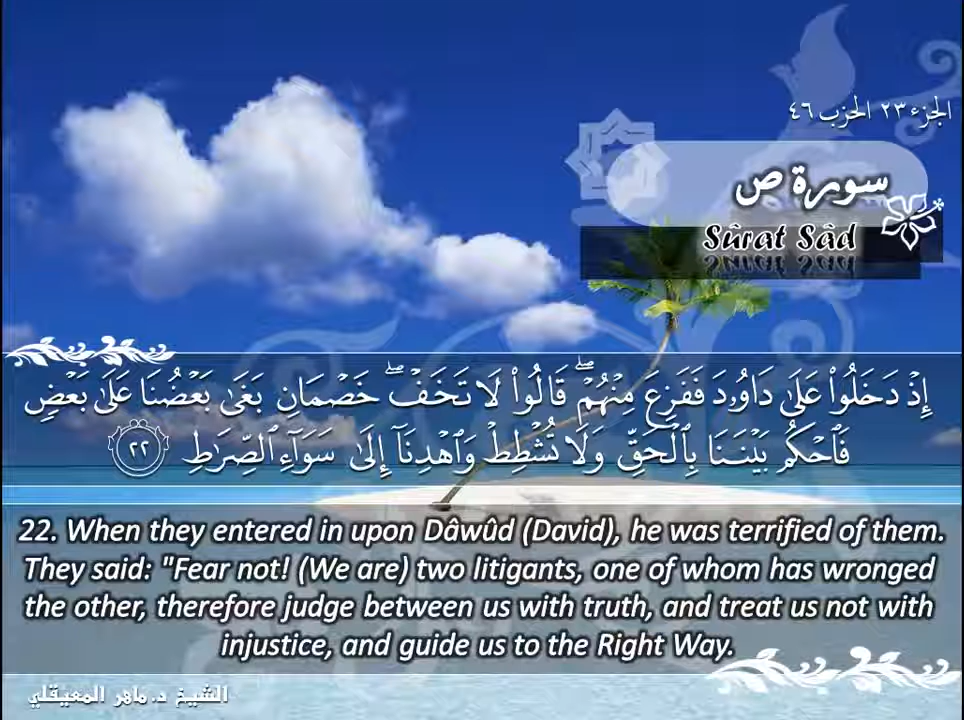 الجزء ٢٣ الحزب ٤٦
سورة ص
Sûrat Sâd
إِذْ دَخَلُوا۟ عَلَىٰ دَاوُۥدَ فَفَزِعَ مِنْهُمْ ۖ قَالُوا۟ لَا تَخَفْ ۖ خَصْمَانِ بَغَىٰ بَعْضُنَا عَلَىٰ بَعْضٍ
فَٱحْكُم بَيْنَنَا بِٱلْحَقِّ وَلَا تُشْطِطْ وَٱهْدِنَآ إِلَىٰ سَوَآءِ ٱلصِّرَٰطِ ٢٢
22. When they entered in upon Dâwûd (David), he was terrified of them.
They said: "Fear not! (We are) two litigants, one of whom has wronged
the other, therefore judge between us with truth, and treat us not with
injustice, and guide us to the Right Way.
الشيخ د. ماهر المعيقلي